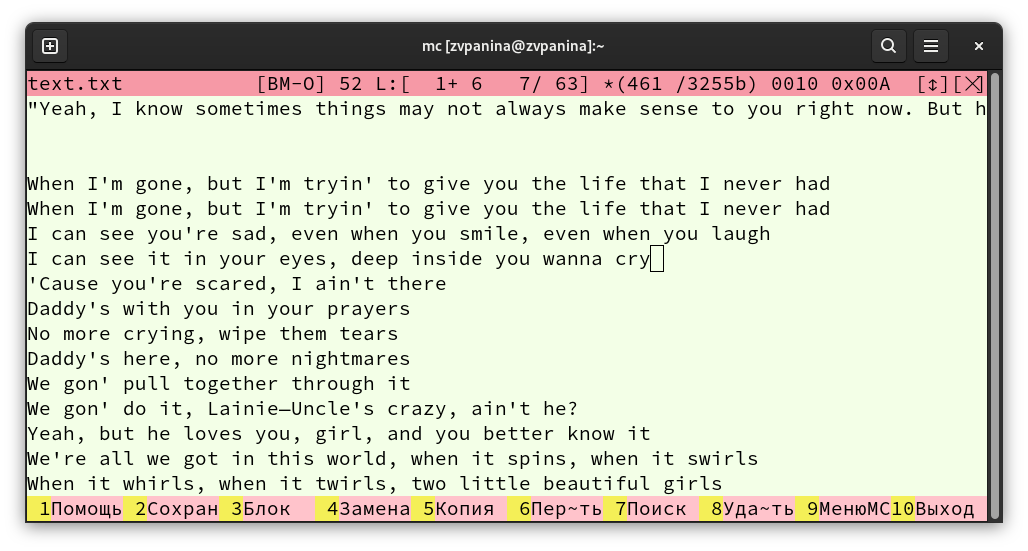 mc [zvpanina@zvpanina]:~
text.txt [BM-O] 52 L:[ 1+ 6 7/ 63] *(461 /3255b) 0010 0x00A [↕][X]
"Yeah, I know sometimes things may not always make sense to you right now. But h
When I'm gone, but I'm tryin' to give you the life that I never had
When I'm gone, but I'm tryin' to give you the life that I never had
I can see you're sad, even when you smile, even when you laugh
I can see it in your eyes, deep inside you wanna cry
'Cause you're scared, I ain't there
Daddy's with you in your prayers
No more crying, wipe them tears
Daddy's here, no more nightmares
We gon' pull together through it
We gon' do it, Lainie—Uncle's crazy, ain't he?
Yeah, but he loves you, girl, and you better know it
We're all we got in this world, when it spins, when it swirls
When it whirls, when it twirls, two little beautiful girls
1Помощь 2Сохран 3Блок 4Замена 5Копия 6Пер~ть 7Поиск 8Уда~ть 9МенюMC 10Выход